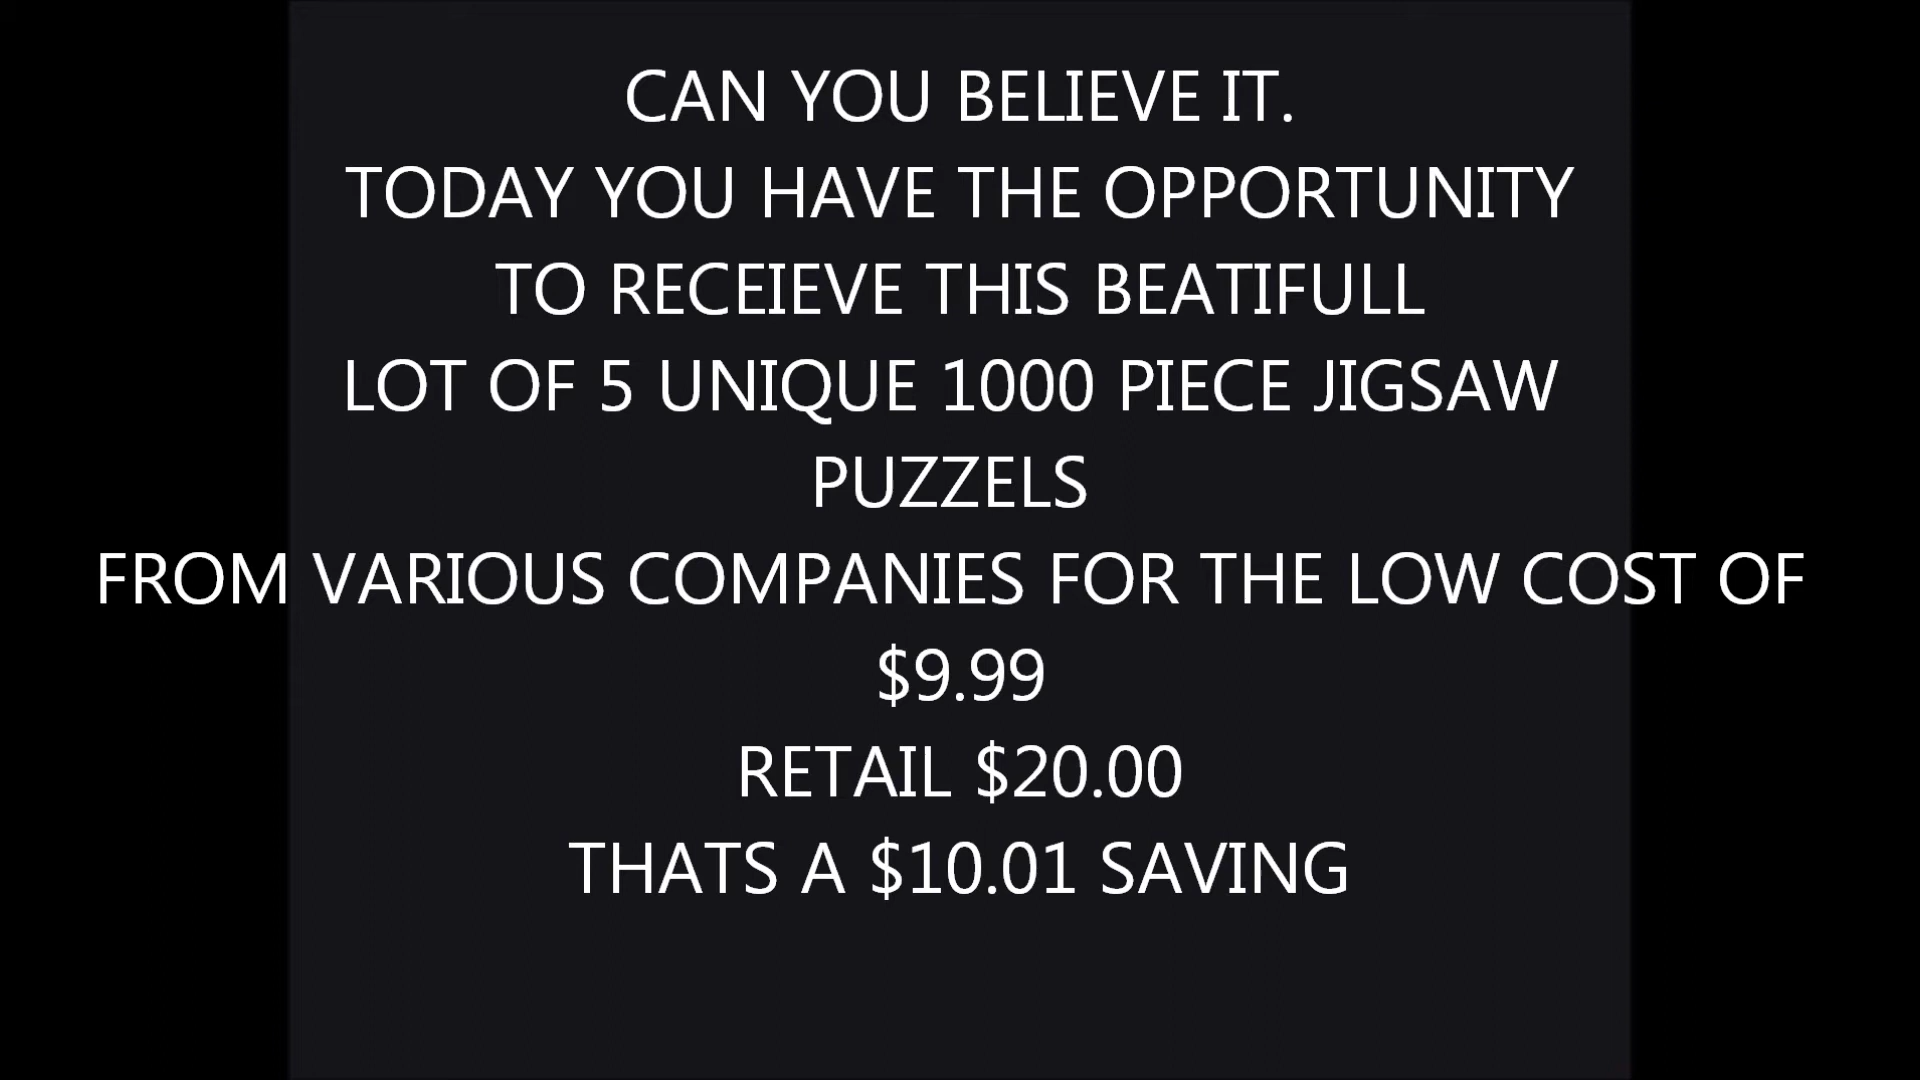 CAN YOU BELIEVE IT.
TODAY YOU HAVE THE OPPORTUNITY
TO RECEIEVE THIS BEATIFULL
LOT OF 5 UNIQUE 1000 PIECE JIGSAW
PUZZELS
FROM VARIOUS COMPANIES FOR THE LOW COST OF
$9.99
RETAIL $20.00
THATS A $10.01 SAVING